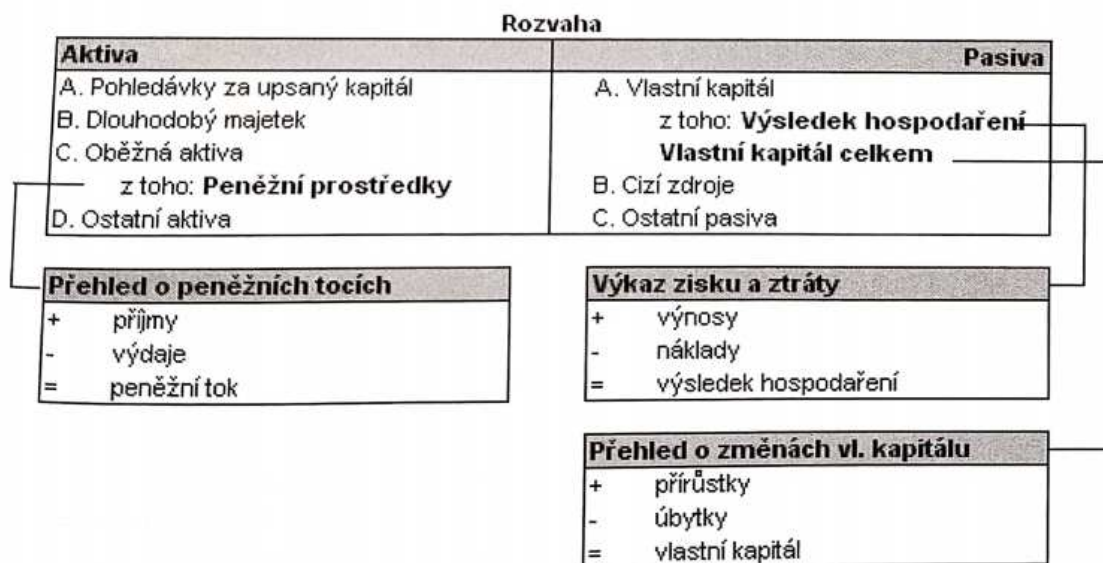 Rozvaha
Aktiva
A. Pohledávky za upsaný kapitál
B. Dlouhodobý majetek
C. Oběžná aktiva
z toho: Peněžní prostředky
D. Ostatní aktiva
Pasiva
A. Vlastní kapitál
z toho: Výsledek hospodaření
Vlastní kapitál celkem
B. Cizí zdroje
C. Ostatní pasiva
Přehled o peněžních tocích
+ příjmy
- výdaje
= peněžní tok
Výkaz zisku a ztráty
+ výnosy
- náklady
= výsledek hospodaření
Přehled o změnách vl. kapitálu
+ přírůstky
- úbytky
= vlastní kapitál